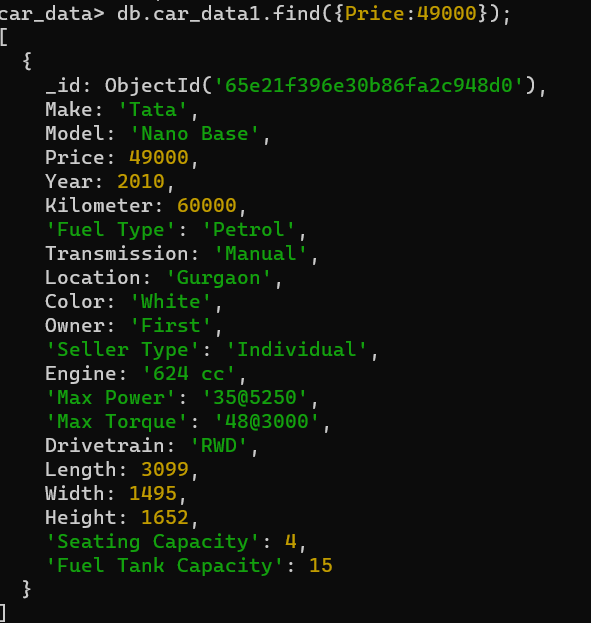 car_data> db.car_data1.find({Price:49000});
[
  {
    _id: ObjectId('65e21f396e30b86fa2c948d0'),
    Make: 'Tata',
    Model: 'Nano Base',
    Price: 49000,
    Year: 2010,
    Kilometer: 60000,
    'Fuel Type': 'Petrol',
    Transmission: 'Manual',
    Location: 'Gurgaon',
    Color: 'White',
    Owner: 'First',
    'Seller Type': 'Individual',
    Engine: '624 cc',
    'Max Power': '35@5250',
    'Max Torque': '48@3000',
    Drivetrain: 'RWD',
    Length: 3099,
    Width: 1495,
    Height: 1652,
    'Seating Capacity': 4,
    'Fuel Tank Capacity': 15
  }
]